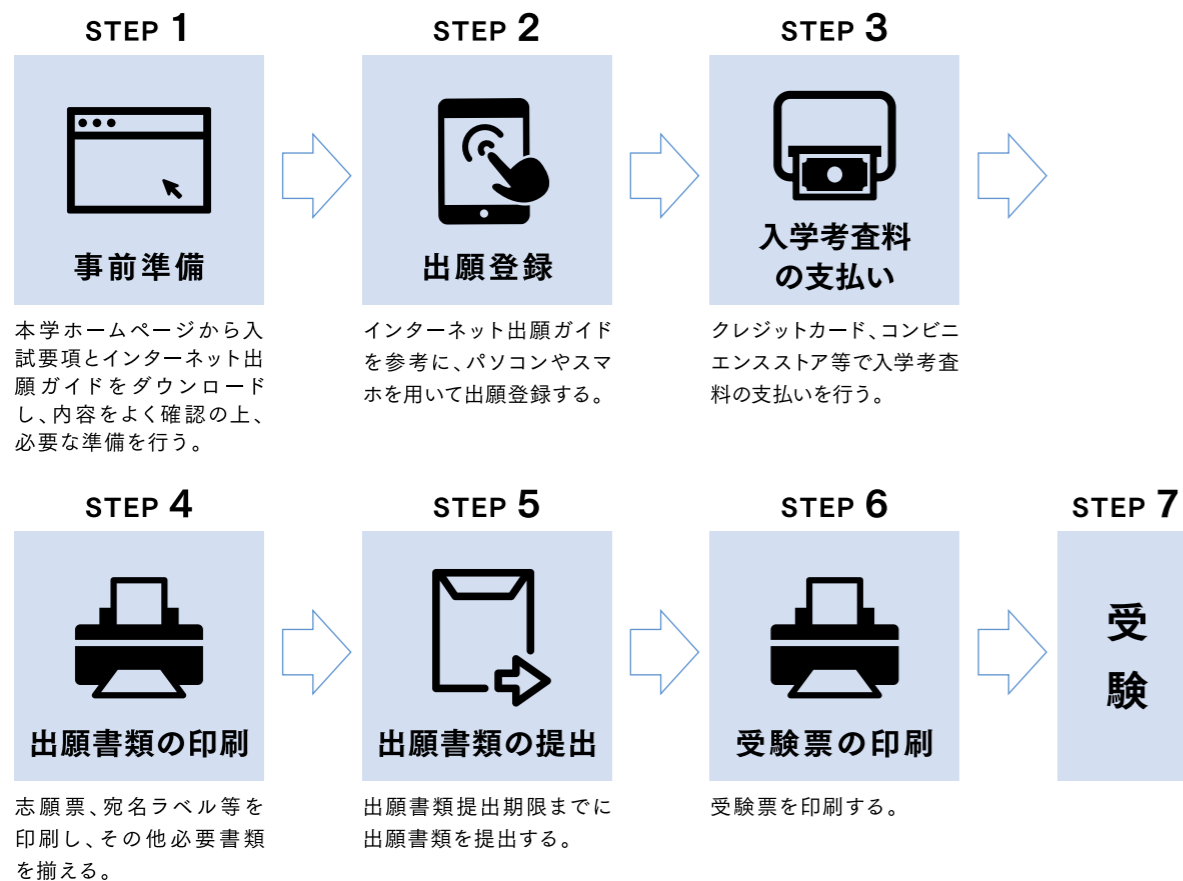 STEP 1
事前準備
本学ホームページから入
試要項とインターネット出
願ガイドをダウンロード
し、内容をよく確認の上、
必要な準備を行う。
STEP 2
出願登録
インターネット出願ガイド
を参考に、パソコンやスマ
ホを用いて出願登録する。
STEP 3
入学考査料
の支払い
クレジットカード、コンビニ
エンスストア等で入学考査
料の支払いを行う。
STEP 4
出願書類の印刷
志願票、宛名ラベル等を
印刷し、その他必要書類
を揃える。
STEP 5
出願書類の提出
出願書類提出期限までに
出願書類を提出する。
STEP 6
受験票の印刷
受験票を印刷する。
STEP 7
受験